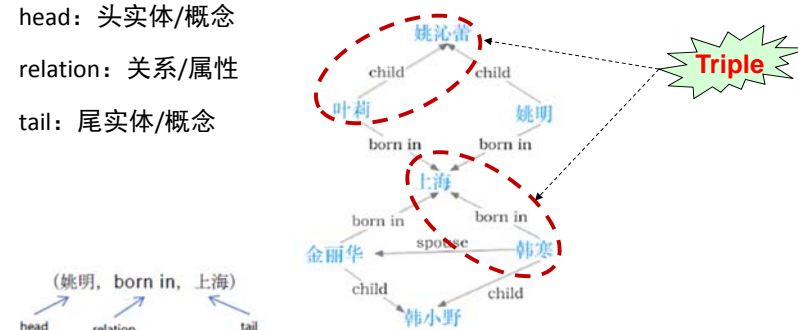 head：头实体/概念
relation：关系/属性
tail：尾实体/概念
姚沁蕾
Triple
child
child
叶莉
姚明
born in
born in
上海
born in
born in
金丽华
spouse
韩寒
child
child
韩小野
(姚明, born in, 上海)
head
relation
tail